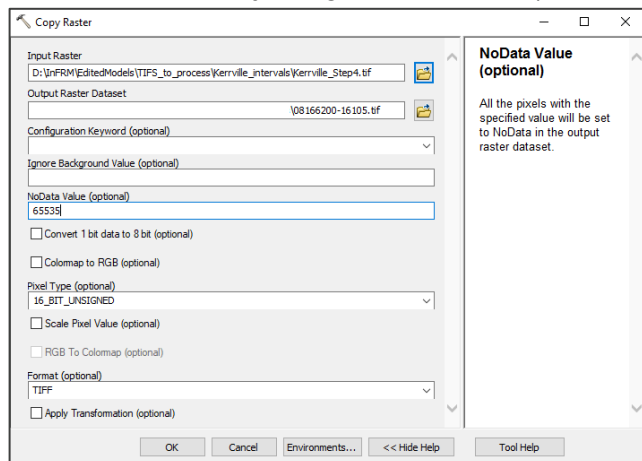 Copy Raster
Input Raster
D:\InFRM\EditedModels\TIFS_to_process\Kerrville_intervals\Kerrville_Step4.tif
Output Raster Dataset
\08166200-16105.tif
Configuration Keyword (optional)
Ignore Background Value (optional)
NoData Value (optional)
65535
Convert 1 bit data to 8 bit (optional)
Colormap to RGB (optional)
Pixel Type (optional)
16_BIT_UNSIGNED
Scale Pixel Value (optional)
RGB To Colormap (optional)
Format (optional)
TIFF
Apply Transformation (optional)
OK
Cancel
Environments...
<< Hide Help
NoData Value
(optional)
All the pixels with the
specified value will be set
to NoData in the output
raster dataset.
Tool Help